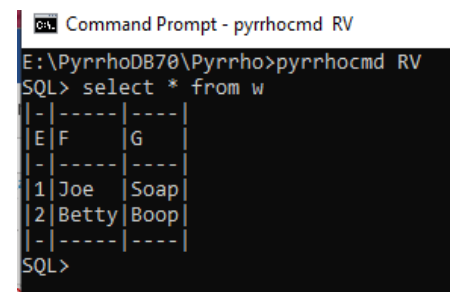 Command Prompt - pyrrhocmd RV
E:\PyrrhoDB70\Pyrrho>pyrrhocmd RV
SQL> select * from w
|-|-----|----|
|E|F    |G   |
|-|-----|----|
|1|Joe  |Soap|
|2|Betty|Boop|
|-|-----|----|
SQL>